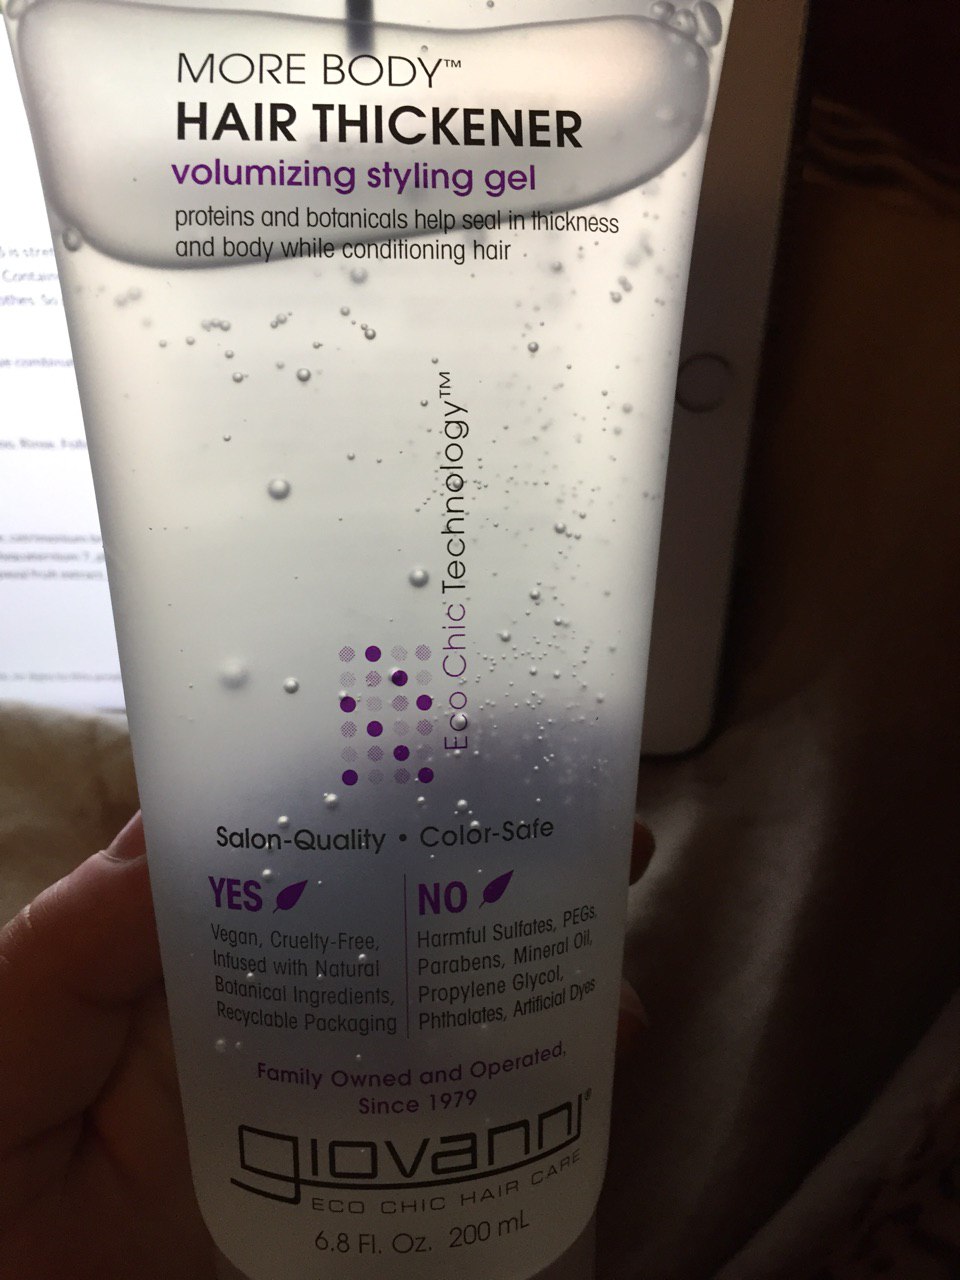 MORE BODY™
HAIR THICKENER
volumizing styling gel
proteins and botanicals help seal in thickness
and body while conditioning hair
Eco Chic Technology™
Salon-Quality • Color-Safe
YES
Vegan, Cruelty-Free,
Infused with Natural
Botanical Ingredients,
Recyclable Packaging
NO
Harmful Sulfates, PEGs,
Parabens, Mineral Oil,
Propylene Glycol,
Phthalates, Artificial Dyes
Family Owned and Operated,
Since 1979
giovanni®
ECO CHIC HAIR CARE
6.8 Fl. Oz. 200 mL